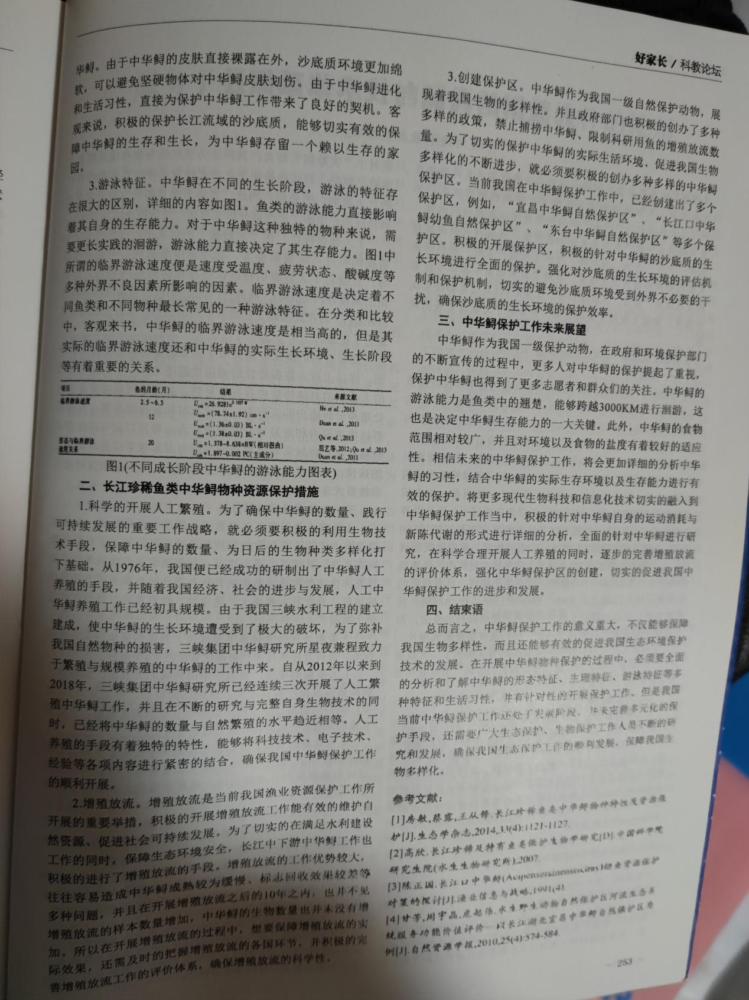 好家长 / 科教论坛
华鲟。由于中华鲟的皮肤直接裸露在外，沙底质环境更加绵
软，可以避免坚硬物体对中华鲟皮肤划伤。由于中华鲟进化
和生活习性，直接为保护中华鲟工作带来了良好的契机。客
观来说，积极的保护长江流域的沙底质，能够切实有效的保
障中华鲟的生存和生长，为中华鲟存留一个赖以生存的家
园。
3.游泳特征。中华鲟在不同的生长阶段，游泳的特征存
在很大的区别，详细的内容如图1。鱼类的游泳能力直接影响
着其自身的生存能力。对于中华鲟这种独特的物种来说，需
要更长实践的洄游，游泳能力直接决定了其生存能力。图1中
所谓的临界游泳速度便是速度受温度、疲劳状态、酸碱度等
多种外界不良因素所影响的因素。临界游泳速度是决定着不
同鱼类和不同物种最长常见的一种游泳特征。在分类和比较
中，客观来书，中华鲟的临界游泳速度是相当高的，但是其
实际的临界游泳速度还和中华鲟的实际生长环境、生长阶段
等有着重要的关系。
项目 鱼的月龄(月) 结果 来源文献
临界游泳速度 2.5~6.5 He et al.,2013
12 =(78.74±1.92) cm·s⁻¹
=(1.36±0.03) BL·s⁻¹ Duan et al.,2011
=(1.38±0.03) BL·s⁻¹ Qu et al.,2013
形态与临界游泳 20 =1.378-8.638×RW(相对扭曲) 屈艺等,2012;Qu et al.,2013
速度关系 =1.897-0.002 PC(主成分) Duan et al.,2011
图1(不同成长阶段中华鲟的游泳能力图表)
二、长江珍稀鱼类中华鲟物种资源保护措施
1.科学的开展人工繁殖。为了确保中华鲟的数量、践行
可持续发展的重要工作战略，就必须要积极的利用生物技
术手段，保障中华鲟的数量、为日后的生物种类多样化打
下基础。从1976年，我国便已经成功的研制出了中华鲟人工
养殖的手段，并随着我国经济、社会的进步与发展，人工中
华鲟养殖工作已经初具规模。由于我国三峡水利工程的建立
建成，使中华鲟的生长环境遭受到了极大的破坏，为了弥补
我国自然物种的损害，三峡集团中华鲟研究所星夜兼程致力
于繁殖与规模养殖的中华鲟的工作中来。自从2012年以来到
2018年，三峡集团中华鲟研究所已经连续三次开展了人工繁
殖中华鲟工作，并且在不断的研究与完整自身生物技术的同
时，已经将中华鲟的数量与自然繁殖的水平趋近相等。人工
养殖的手段有着独特的特性，能够将科技技术、电子技术、
经验等各项内容进行紧密的结合，确保我国中华鲟保护工作
的顺利开展。
2.增殖放流。增殖放流是当前我国渔业资源保护工作所
开展的重要举措，积极的开展增殖放流工作能有效的维护自
然资源、促进社会可持续发展。为了切实的在满足水利建设
工作的同时，保障生态环境安全，长江中下游中华鲟工作也
积极的进行了增殖放流的手段。增殖放流的工作优势较大，
往往容易造成中华鲟成熟较为缓慢、标志回收效果较差等
多种问题，并且在开展增殖放流之后的10年之内，也并不见
增殖放流的样本数量增加，中华鲟的生物数量也并未没有增
加。所以在开展增殖放流的过程中，想要保障增殖放流的实
际效果，还需及时的把握增殖放流的各国环节，并积极的完
善增殖放流工作的评价体系，确保增殖放流的科学性。
3.创建保护区。中华鲟作为我国一级自然保护动物，展
现着我国生物的多样性。并且政府部门也积极的创办了多种
多样的政策，禁止捕捞中华鲟、限制科研用鱼的增殖放流数
量。为了切实的保护中华鲟的实际生活环境、促进我国生物
多样化的不断进步，就必须要积极的创办多种多样的中华鲟
保护区。当前我国在中华鲟保护工作中，已经创建出了多个
保护区，例如，“宜昌中华鲟自然保护区”、“长江口中华
鲟幼鱼自然保护区”、“东台中华鲟自然保护区”等多个保
护区。积极的开展保护区，积极的针对中华鲟的沙底质的生
长环境进行全面的保护。强化对沙底质的生长环境的评估机
制和保护机制，切实的避免沙底质环境受到外界不必要的干
扰，确保沙底质的生长环境的保护效率。
三、中华鲟保护工作未来展望
中华鲟作为我国一级保护动物，在政府和环境保护部门
的不断宣传的过程中，更多人对中华鲟的保护提起了重视，
保护中华鲟也得到了更多志愿者和群众们的关注。中华鲟的
游泳能力是鱼类中的翘楚，能够跨越3000KM进行洄游，这
也是决定中华鲟生存能力的一大关键。此外，中华鲟的食物
范围相对较广，并且对环境以及食物的盐度有着较好的适应
性。相信未来的中华鲟保护工作，将会更加详细的分析中华
鲟的习性，结合中华鲟的实际生存环境以及生存能力进行有
效的保护。将更多现代生物科技和信息化技术切实的融入到
中华鲟保护工作当中，积极的针对中华鲟自身的运动消耗与
新陈代谢的形式进行详细的分析，全面的针对中华鲟进行研
究，在科学合理开展人工养殖的同时，逐步的完善增殖放流
的评价体系，强化中华鲟保护区的创建，切实的促进我国中
华鲟保护工作的进步和发展。
四、结束语
总而言之，中华鲟保护工作的意义重大，不仅能够保障
我国生物多样性，而且还能够有效的促进我国生态环境保护
技术的发展。在开展中华鲟物种保护的过程中，必须要全面
的分析和了解中华鲟的形态特征、生理特征、游泳特征等多
种特征和生活习性，并有针对性的开展保护工作。但是我国
当前中华鲟保护工作还处于发展阶段，并未完善多元化的保
护手段，还需要广大生态保护、生物保护工作人员不断的研
究和发展，确保我国生态保护工作的顺利发展，保障我国生
物多样化。
参考文献：
[1]房敏,蔡露,王从锋.长江珍稀鱼类中华鲟物种特性及资源保
护[J].生态学杂志,2014,33(4):1121-1127.
[2]高欣.长江珍稀及特有鱼类保护生物学研究[D].中国科学院
研究生院(水生生物研究所),2007.
[3]陈正国.长江口中华鲟(AcipensersinensisGray)幼鱼资源保护
对策的探讨[J].渔业信息与战略,1991(4).
[4]甘芳,周宇晶,危起伟.水生野生动物自然保护区河流生态系
统服务功能价值评价——以长江湖北宜昌中华鲟自然保护区为
例[J].自然资源学报,2010,25(4):574-584.
253